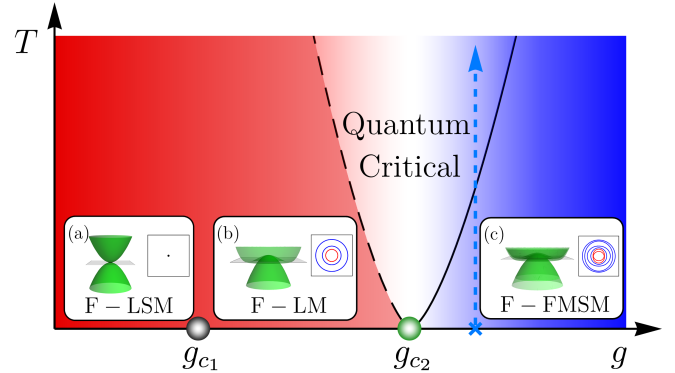 T
Quantum
Critical
(a)
F – LSM
(b)
F – LM
(c)
F – FMSM
g_{c_1}
g_{c_2}
g